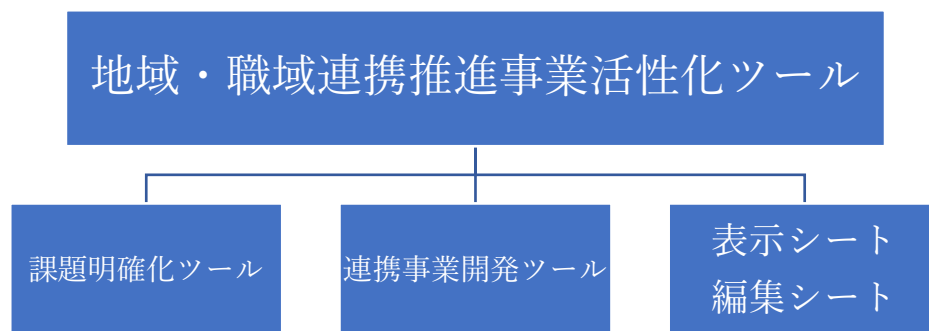 地域・職域連携推進事業活性化ツール
課題明確化ツール
連携事業開発ツール
表示シート
編集シート